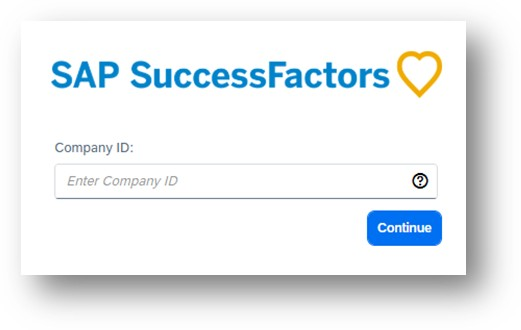 SAP SuccessFactors
Company ID:
Enter Company ID
Continue